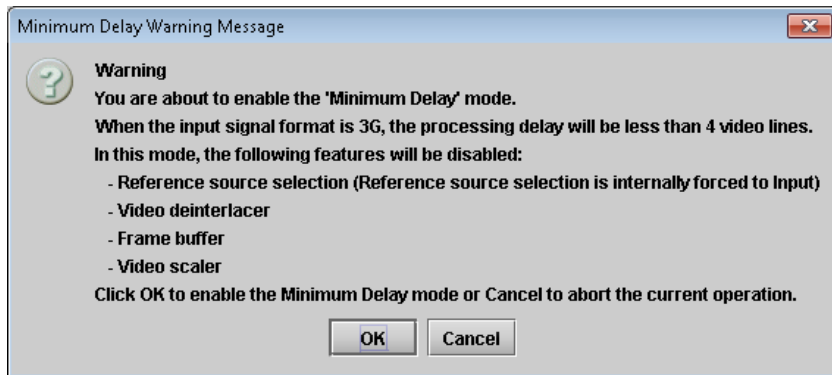 Minimum Delay Warning Message
Warning
You are about to enable the 'Minimum Delay' mode.
When the input signal format is 3G, the processing delay will be less than 4 video lines.
In this mode, the following features will be disabled:
- Reference source selection (Reference source selection is internally forced to Input)
- Video deinterlacer
- Frame buffer
- Video scaler
Click OK to enable the Minimum Delay mode or Cancel to abort the current operation.
OK Cancel